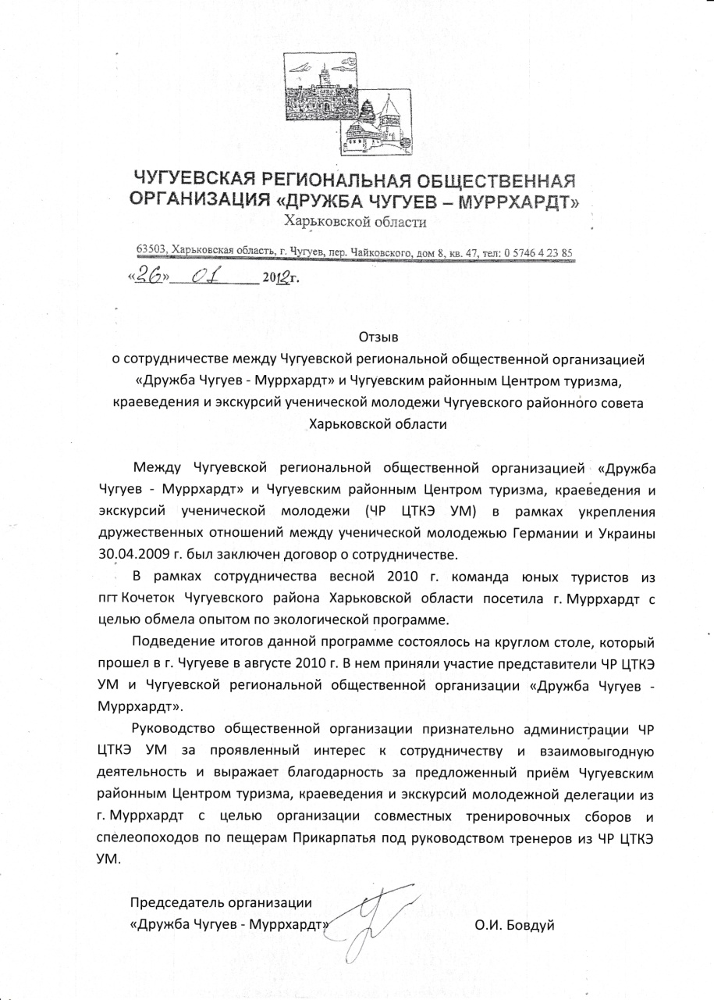 ЧУГУЕВСКАЯ РЕГИОНАЛЬНАЯ ОБЩЕСТВЕННАЯ
ОРГАНИЗАЦИЯ «ДРУЖБА ЧУГУЕВ – МУРРХАРДТ»
Харьковской области
63503, Харьковская область, г. Чугуев, пер. Чайковского, дом 8, кв. 47, тел: 0 5746 4 23 85
«26» 01 2012г.
Отзыв
о сотрудничестве между Чугуевской региональной общественной организацией
«Дружба Чугуев - Муррхардт» и Чугуевским районным Центром туризма,
краеведения и экскурсий ученической молодежи Чугуевского районного совета
Харьковской области
Между Чугуевской региональной общественной организацией «Дружба
Чугуев - Муррхардт» и Чугуевским районным Центром туризма, краеведения и
экскурсий ученической молодежи (ЧР ЦТКЭ УМ) в рамках укрепления
дружественных отношений между ученической молодежью Германии и Украины
30.04.2009 г. был заключен договор о сотрудничестве.
В рамках сотрудничества весной 2010 г. команда юных туристов из
пгт Кочеток Чугуевского района Харьковской области посетила г. Муррхардт с
целью обмела опытом по экологической программе.
Подведение итогов данной программе состоялось на круглом столе, который
прошел в г. Чугуеве в августе 2010 г. В нем приняли участие представители ЧР ЦТКЭ
УМ и Чугуевской региональной общественной организации «Дружба Чугуев -
Муррхардт».
Руководство общественной организации признательно администрации ЧР
ЦТКЭ УМ за проявленный интерес к сотрудничеству и взаимовыгодную
деятельность и выражает благодарность за предложенный приём Чугуевским
районным Центром туризма, краеведения и экскурсий молодежной делегации из
г. Муррхардт с целью организации совместных тренировочных сборов и
спелеопоходов по пещерам Прикарпатья под руководством тренеров из ЧР ЦТКЭ
УМ.
Председатель организации
«Дружба Чугуев - Муррхардт» О.И. Бовдуй